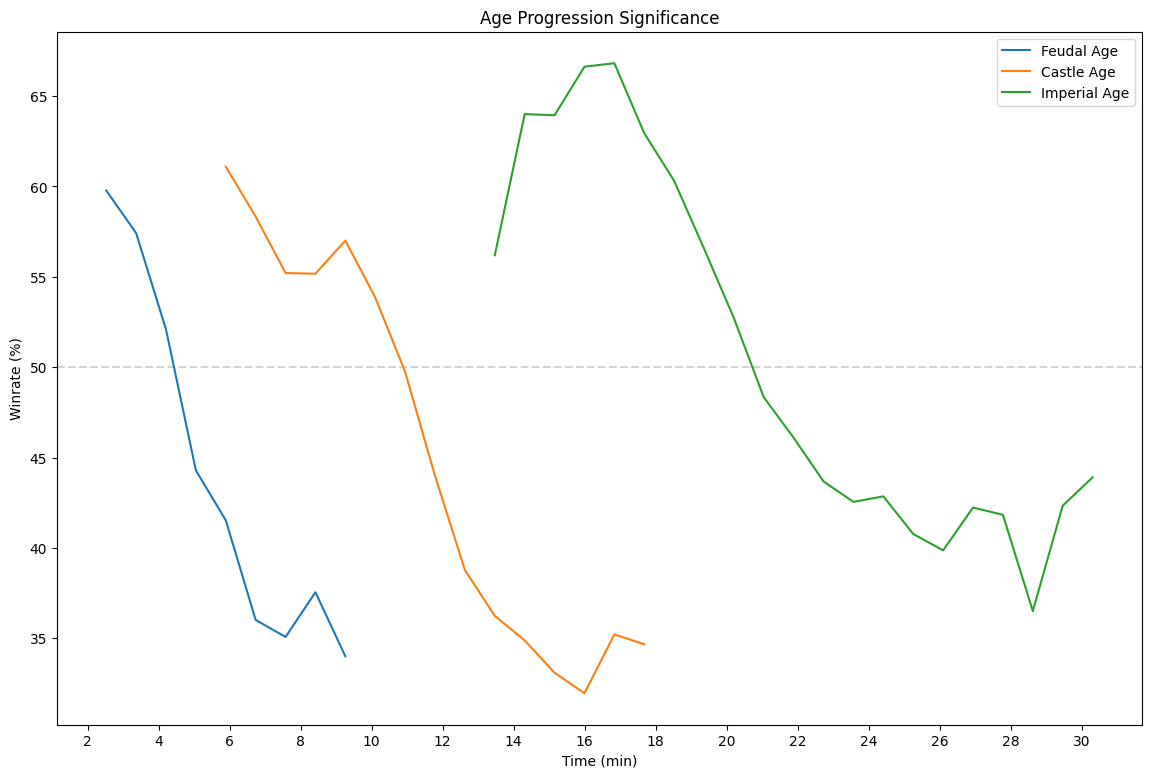 Age Progression Significance
Feudal Age
Castle Age
Imperial Age
Winrate (%)
65
60
55
50
45
40
35
2 4 6 8 10 12 14 16 18 20 22 24 26 28 30
Time (min)